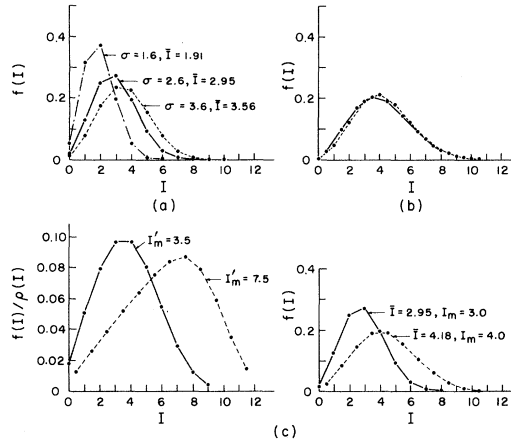 f(I)
0.4
0.2
0
σ = 1.6, Ī = 1.91
σ = 2.6, Ī = 2.95
σ = 3.6, Ī = 3.56
0 2 4 6 8 10 12
I
(a)
f(I)
0.4
0.2
0
0 2 4 6 8 10 12
I
(b)
f(I)/ρ(I)
0.10
0.08
0.06
0.04
0.02
0
I'm = 3.5
I'm = 7.5
0 2 4 6 8 10 12
I
f(I)
0.4
0.2
0
Ī = 2.95, Im = 3.0
Ī = 4.18, Im = 4.0
0 2 4 6 8 10 12
I
(c)